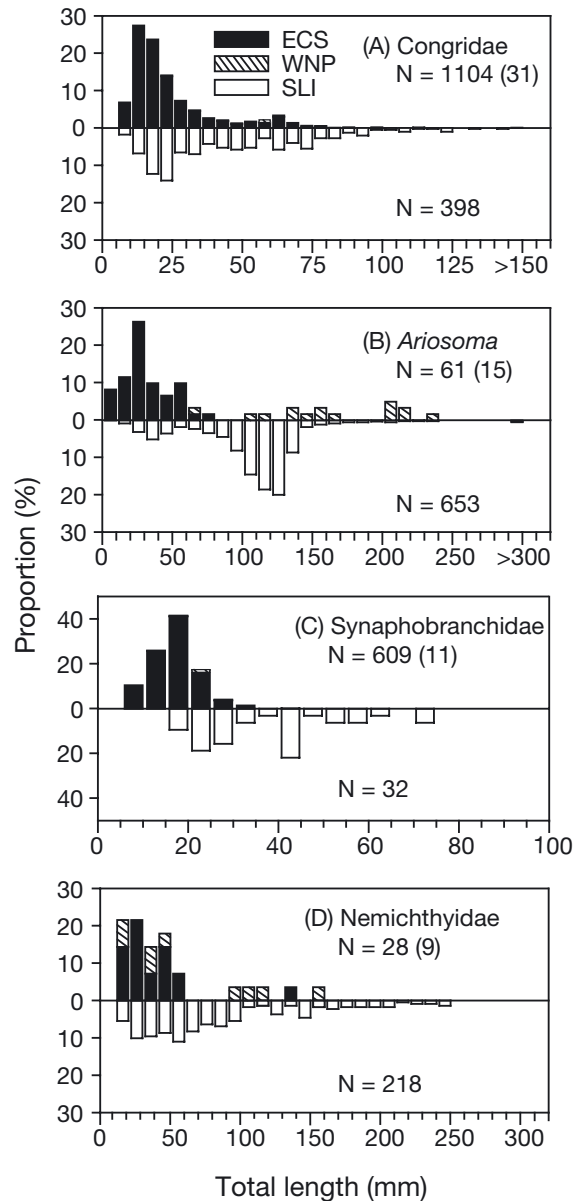 Proportion (%)
30
20
10
0
10
20
30
ECS
WNP
SLI
(A) Congridae
N = 1104 (31)
N = 398
0 25 50 75 100 125 >150
30
20
10
0
10
20
30
(B) Ariosoma
N = 61 (15)
N = 653
0 50 100 150 200 250 >300
40
20
0
20
40
(C) Synaphobranchidae
N = 609 (11)
N = 32
0 20 40 60 80 100
30
20
10
0
10
20
30
(D) Nemichthyidae
N = 28 (9)
N = 218
0 50 100 150 200 250 300
Total length (mm)